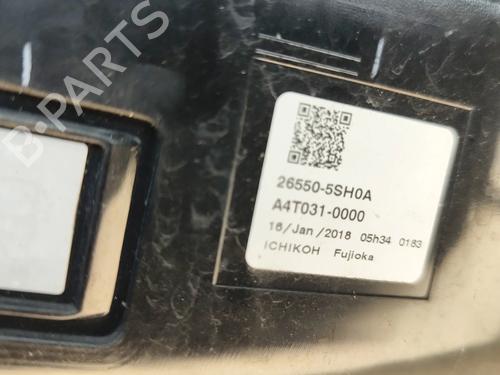 B-PARTS
26550-5SH0A
A4T031-0000
16/Jan/2018 05h34 0183
ICHIKOH Fujioka